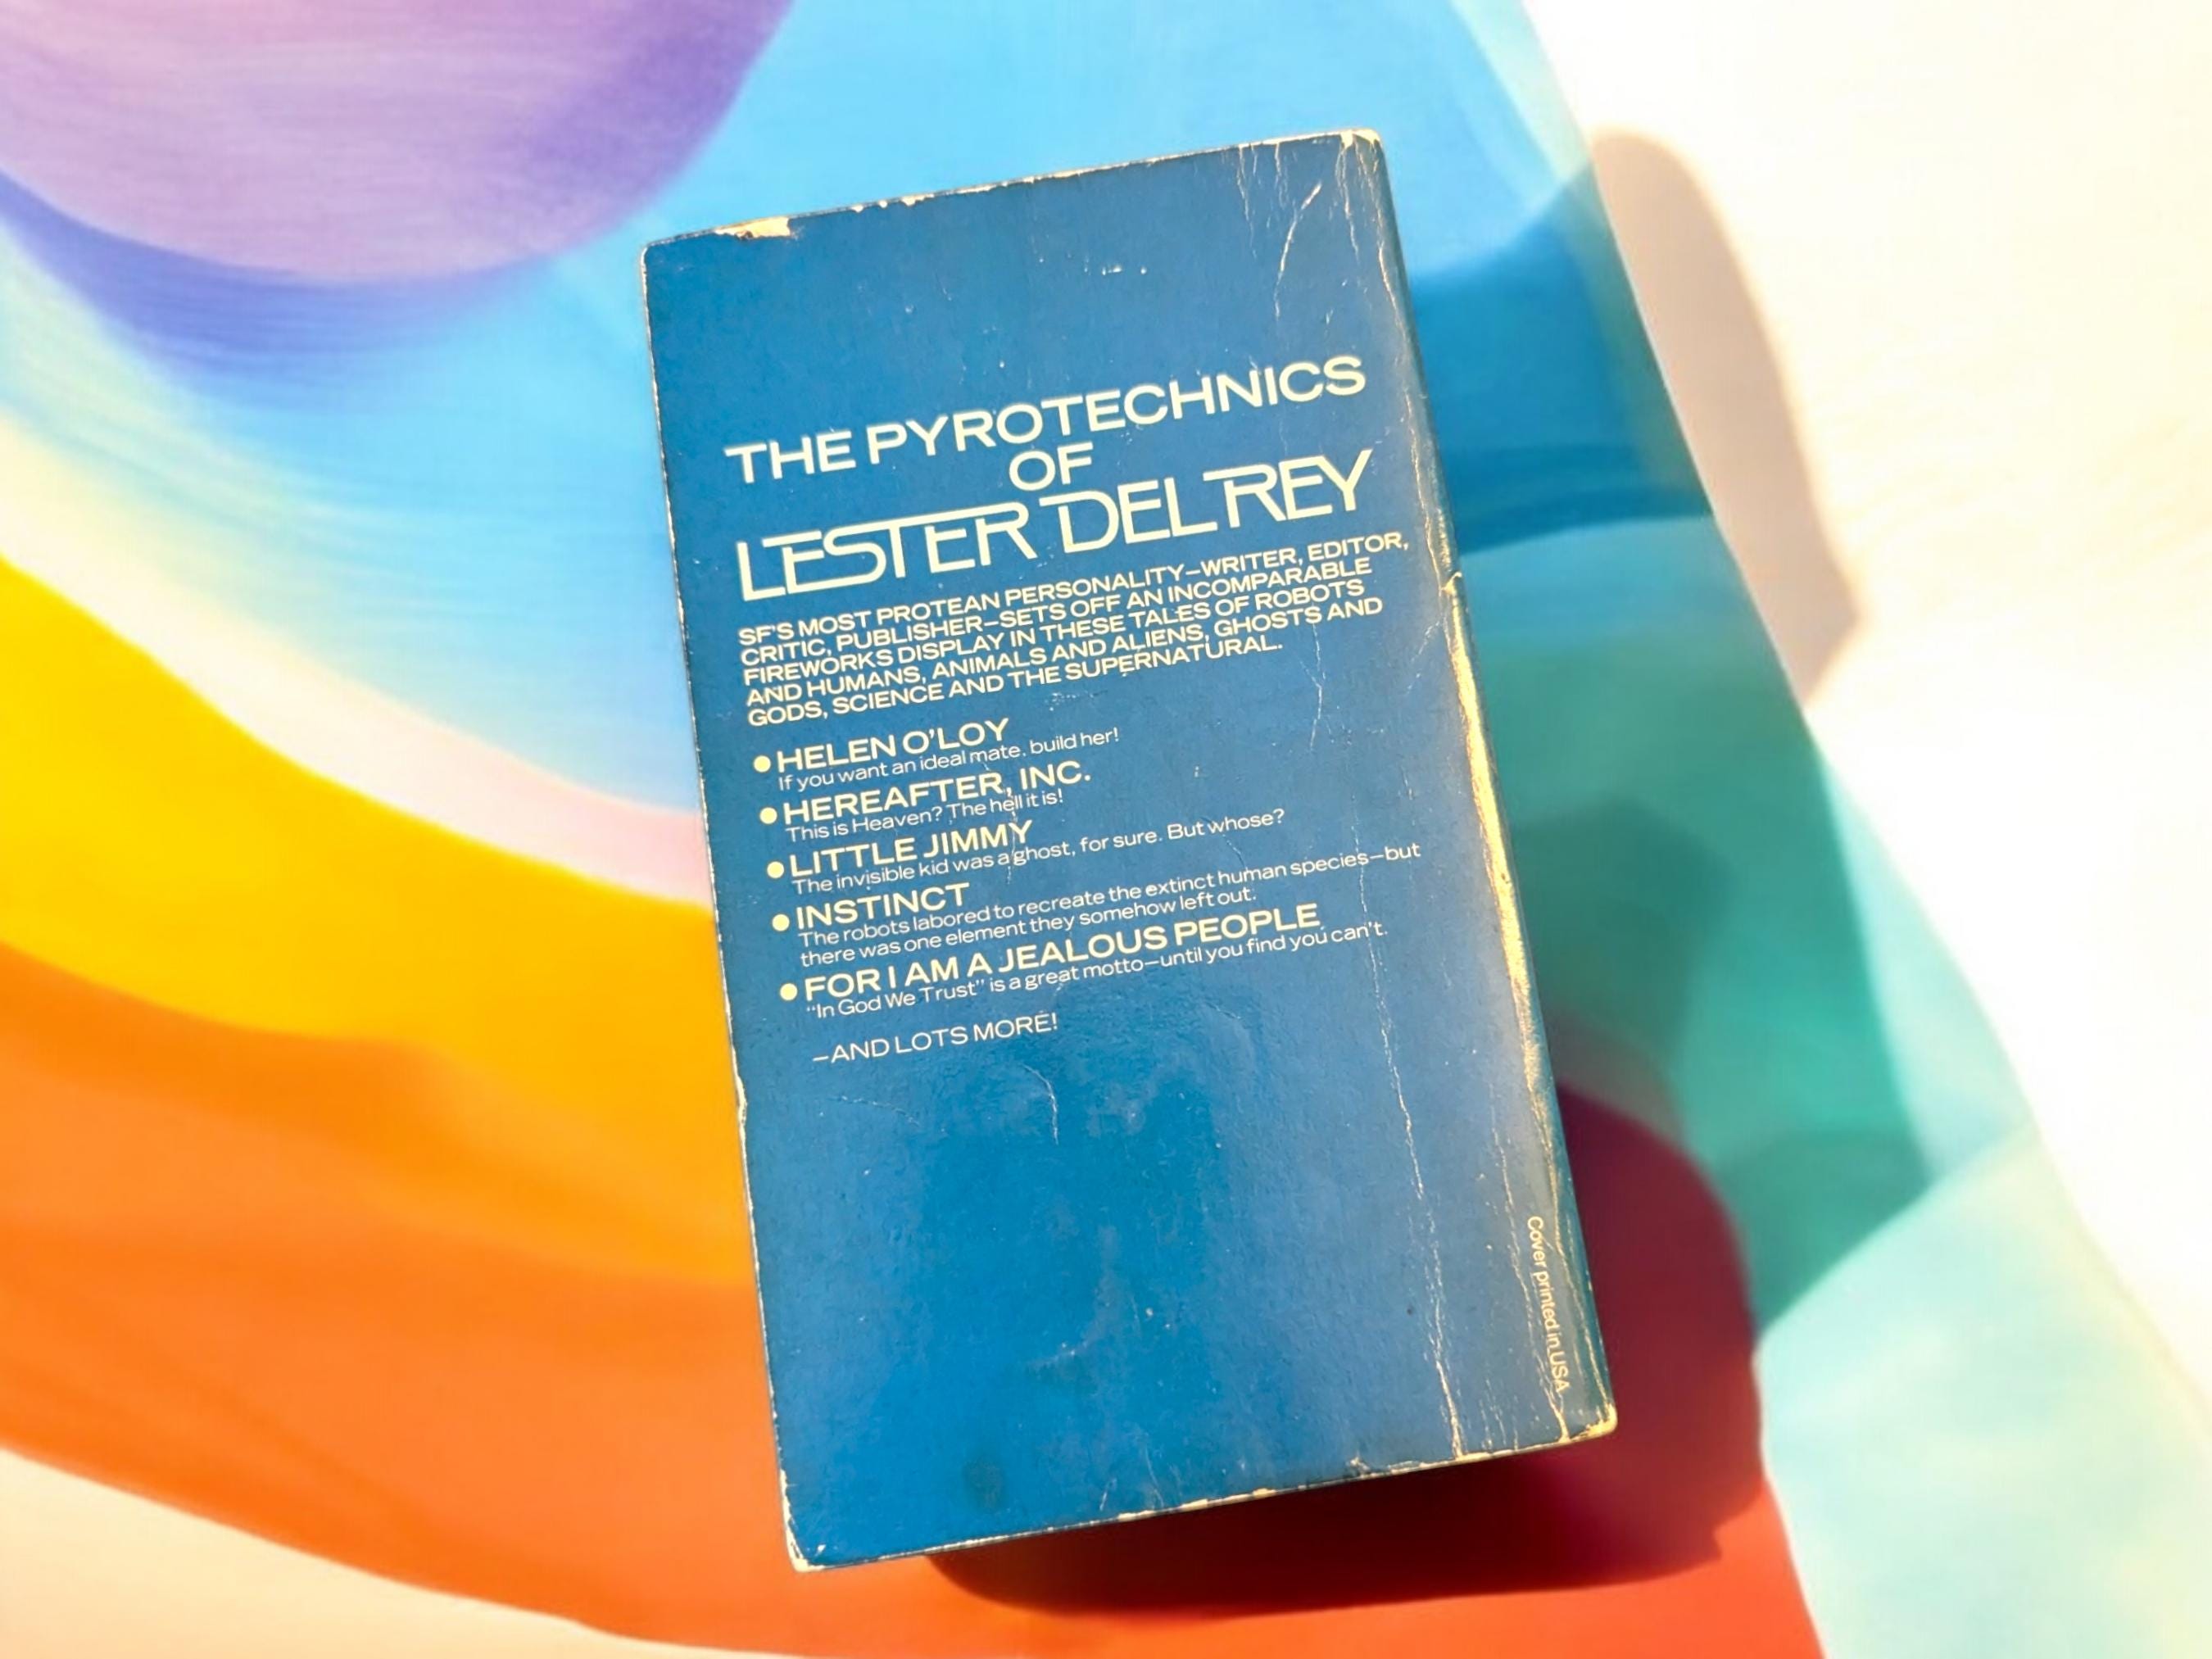 THE PYROTECHNICS
OF
LESTER DEL REY
SF'S MOST PROTEAN PERSONALITY—WRITER, EDITOR,
CRITIC, PUBLISHER—SETS OFF AN INCOMPARABLE
FIREWORKS DISPLAY IN THESE TALES OF ROBOTS
AND HUMANS, ANIMALS AND ALIENS, GHOSTS AND
GODS, SCIENCE AND THE SUPERNATURAL.
● HELEN O'LOY
If you want an ideal mate, build her!
● HEREAFTER, INC.
This is Heaven? The hell it is!
● LITTLE JIMMY
The invisible kid was a ghost, for sure. But whose?
● INSTINCT
The robots labored to recreate the extinct human species—but
there was one element they somehow left out.
● FOR I AM A JEALOUS PEOPLE
"In God We Trust" is a great motto—until you find you can't.
—AND LOTS MORE!
Cover printed in USA